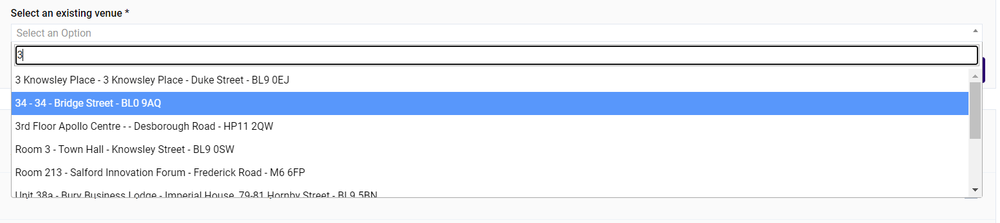 Select an existing venue *
Select an Option
3
3 Knowsley Place - 3 Knowsley Place - Duke Street - BL9 0EJ
34 - 34 - Bridge Street - BL0 9AQ
3rd Floor Apollo Centre - - Desborough Road - HP11 2QW
Room 3 - Town Hall - Knowsley Street - BL9 0SW
Room 213 - Salford Innovation Forum - Frederick Road - M6 6FP
Unit 38a - Bury Business Lodge - Imperial House, 79-81 Hornby Street - BL9 5BN